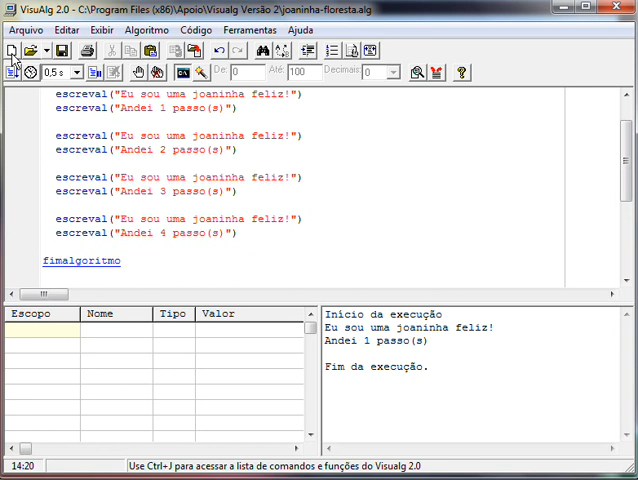 VisuAlg 2.0 - C:\Program Files (x86)\Apoio\Visualg Versão 2\joaninha-floresta.alg
Arquivo Editar Exibir Algoritmo Código Ferramentas Ajuda
0,5 s De: 0 Até: 100 Decimais: 0
escreval("Eu sou uma joaninha feliz!")
escreval("Andei 1 passo(s)")
escreval("Eu sou uma joaninha feliz!")
escreval("Andei 2 passo(s)")
escreval("Eu sou uma joaninha feliz!")
escreval("Andei 3 passo(s)")
escreval("Eu sou uma joaninha feliz!")
escreval("Andei 4 passo(s)")
fimalgoritmo
Escopo Nome Tipo Valor
Início da execução
Eu sou uma joaninha feliz!
Andei 1 passo(s)
Fim da execução.
14:20 Use Ctrl+J para acessar a lista de comandos e funções do Visualg 2.0